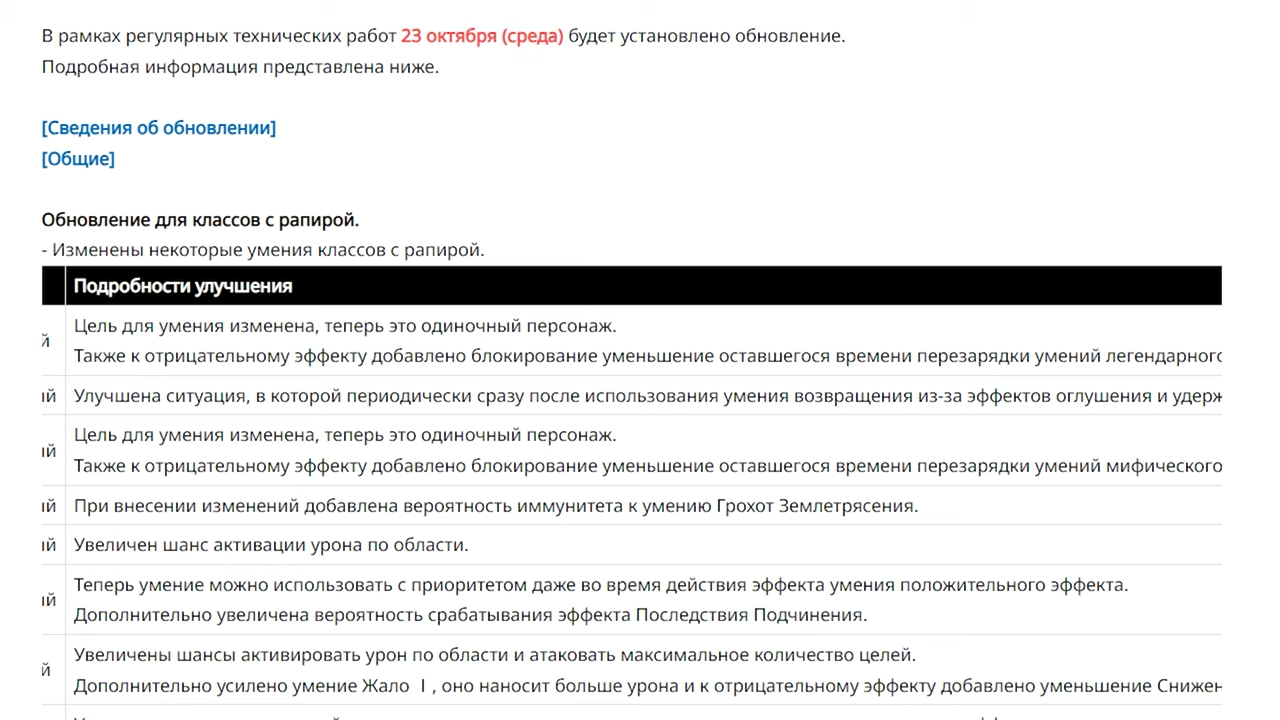 В рамках регулярных технических работ 23 октября (среда) будет установлено обновление.
Подробная информация представлена ниже.
[Сведения об обновлении]
[Общие]
Обновление для классов с рапирой.
- Изменены некоторые умения классов с рапирой.
Подробности улучшения
Цель для умения изменена, теперь это одиночный персонаж.
й
Также к отрицательному эффекту добавлено блокирование уменьшение оставшегося времени перезарядки умений легендарного
ый Улучшена ситуация, в которой периодически сразу после использования умения возвращения из-за эффектов оглушения и удерж
Цель для умения изменена, теперь это одиночный персонаж.
ый
Также к отрицательному эффекту добавлено блокирование уменьшение оставшегося времени перезарядки умений мифического
ый При внесении изменений добавлена вероятность иммунитета к умению Грохот Землетрясения.
ый Увеличен шанс активации урона по области.
Теперь умение можно использовать с приоритетом даже во время действия эффекта умения положительного эффекта.
ый
Дополнительно увеличена вероятность срабатывания эффекта Последствия Подчинения.
Увеличены шансы активировать урон по области и атаковать максимальное количество целей.
й
Дополнительно усилено умение Жало Ⅰ, оно наносит больше урона и к отрицательному эффекту добавлено уменьшение Снижен